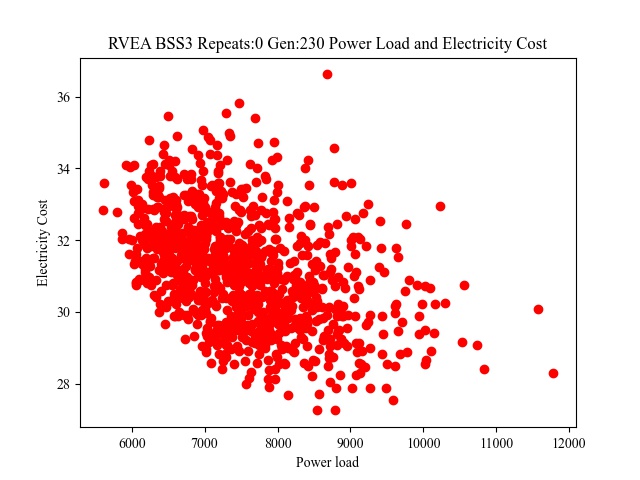 RVEA BSS3 Repeats:0 Gen:230 Power Load and Electricity Cost
36
34
32
30
28
Electricity Cost
6000 7000 8000 9000 10000 11000 12000
Power load